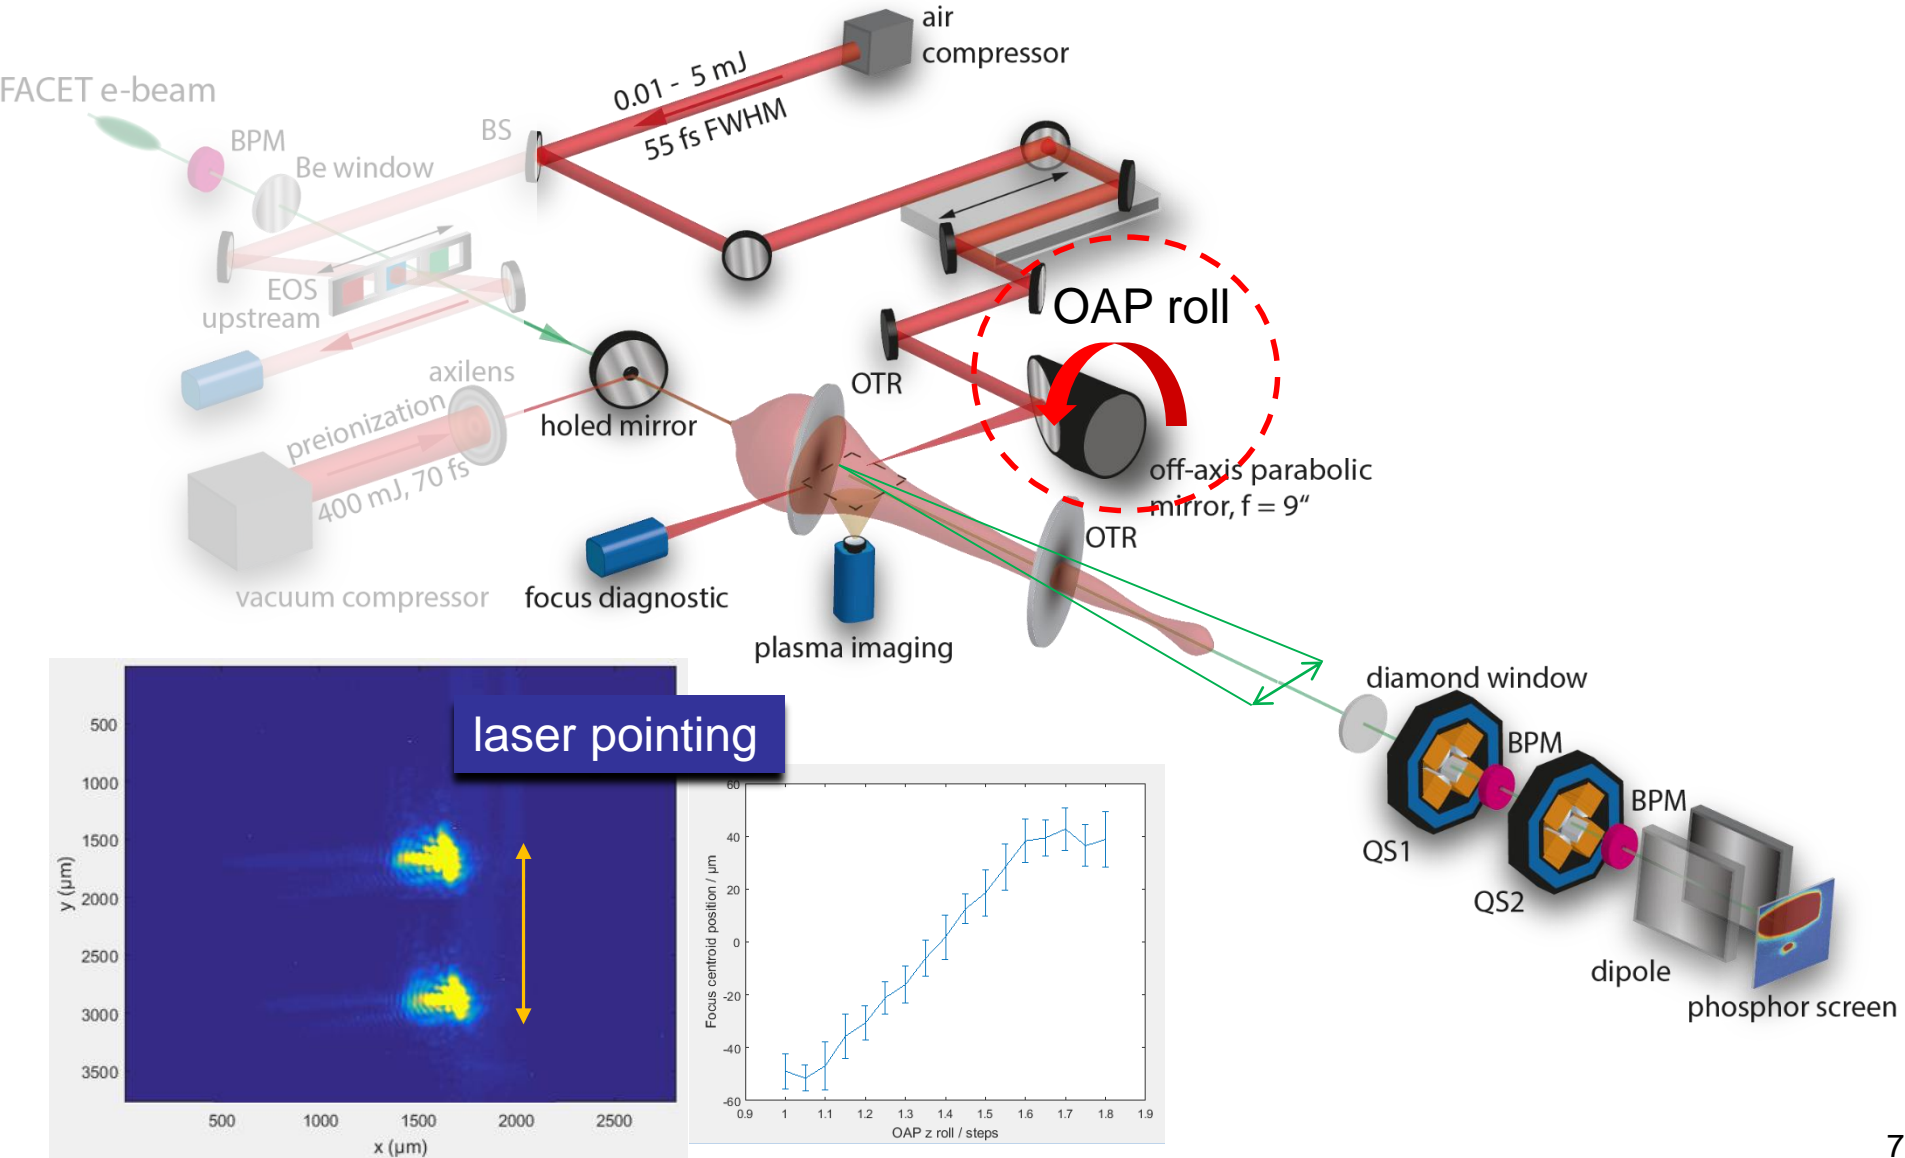 air
compressor
0.01 - 5 mJ
55 fs FWHM
FACET e-beam
BPM
BS
Be window
EOS
upstream
OAP roll
axilens
OTR
preionization
holed mirror
400 mJ, 70 fs
off-axis parabolic
mirror, f = 9“
OTR
vacuum compressor
focus diagnostic
plasma imaging
diamond window
BPM
BPM
QS1
QS2
dipole
phosphor screen
laser pointing
500
1000
1500
2000
2500
3000
3500
y (µm)
500
1000
1500
2000
2500
x (µm)
60
40
20
0
-20
-40
-60
Focus centroid position / µm
0.9
1
1.1
1.2
1.3
1.4
1.5
1.6
1.7
1.8
1.9
OAP z roll / steps
7